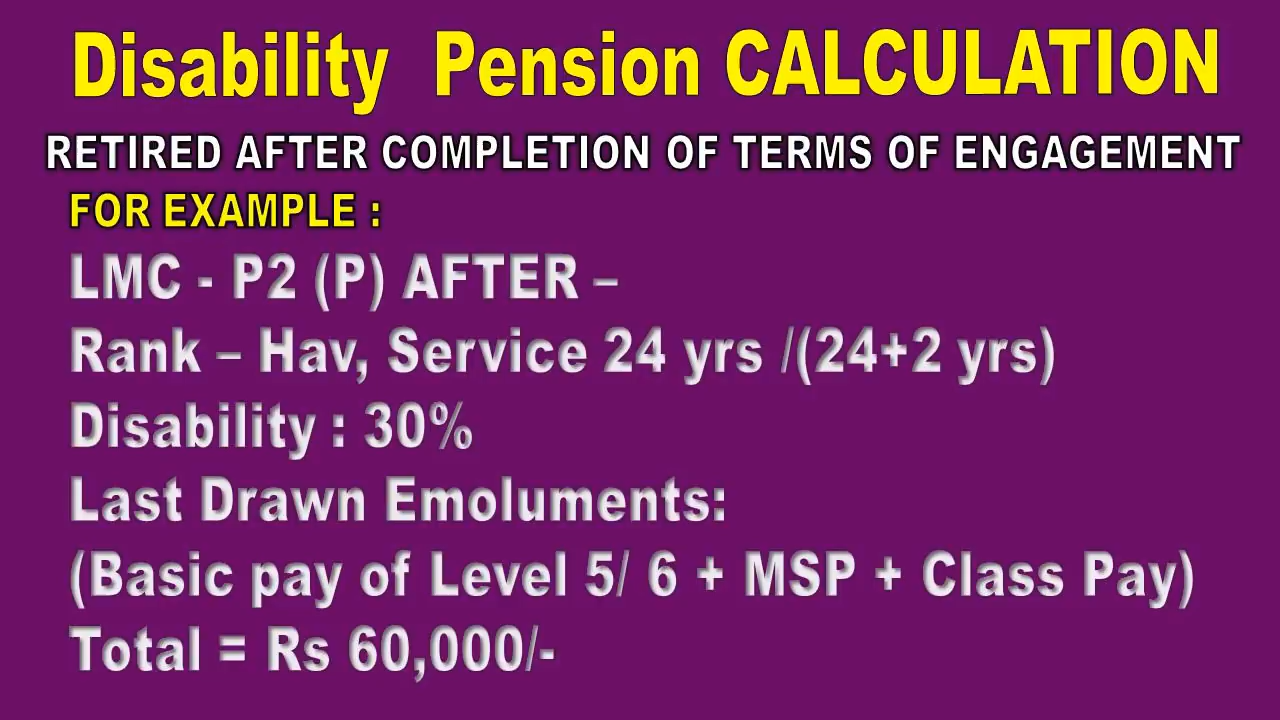 Disability Pension CALCULATION
RETIRED AFTER COMPLETION OF TERMS OF ENGAGEMENT
FOR EXAMPLE :
LMC - P2 (P) AFTER –
Rank – Hav, Service 24 yrs /(24+2 yrs)
Disability : 30%
Last Drawn Emoluments:
(Basic pay of Level 5/ 6 + MSP + Class Pay)
Total = Rs 60,000/-